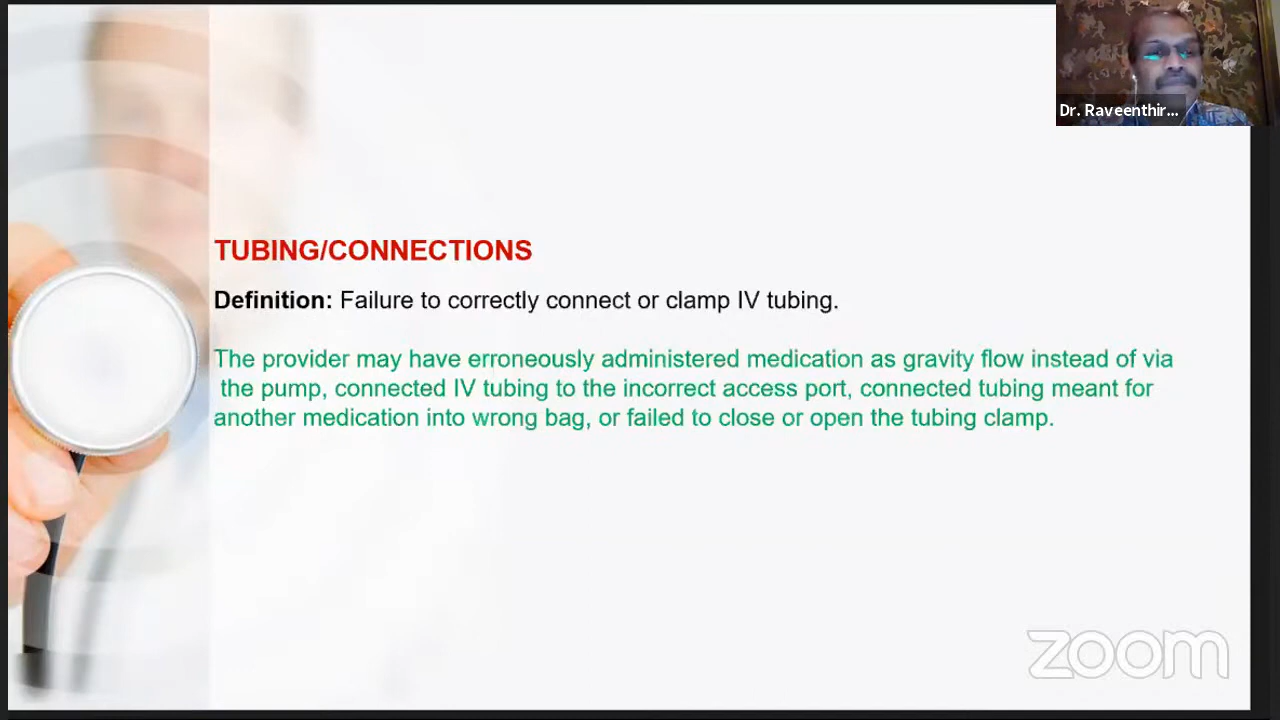 Dr. Raveenthir...
TUBING/CONNECTIONS
Definition: Failure to correctly connect or clamp IV tubing.
The provider may have erroneously administered medication as gravity flow instead of via
the pump, connected IV tubing to the incorrect access port, connected tubing meant for
another medication into wrong bag, or failed to close or open the tubing clamp.
zoom